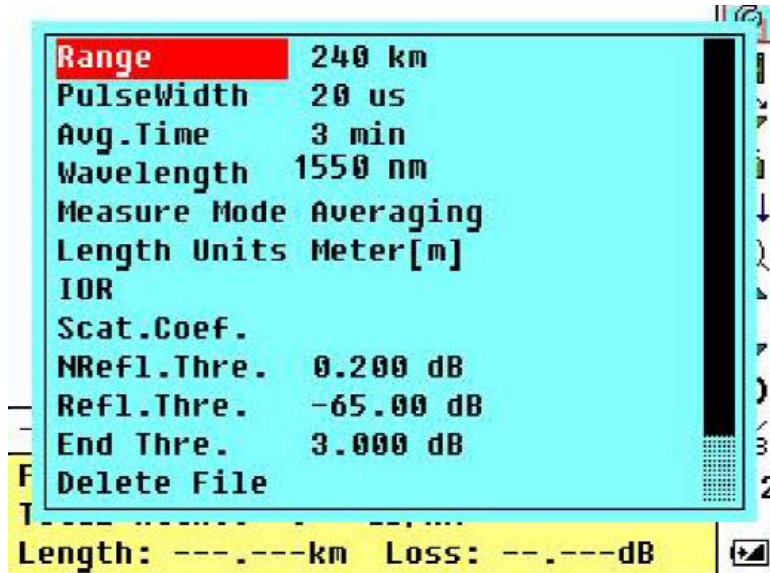 Range 240 km
PulseWidth 20 us
Avg.Time 3 min
Wavelength 1550 nm
Measure Mode Averaging
Length Units Meter[m]
IOR
Scat.Coef.
NRefl.Thre. 0.200 dB
Refl.Thre. -65.00 dB
End Thre. 3.000 dB
Delete File
Length: ---.---km Loss: --.---dB